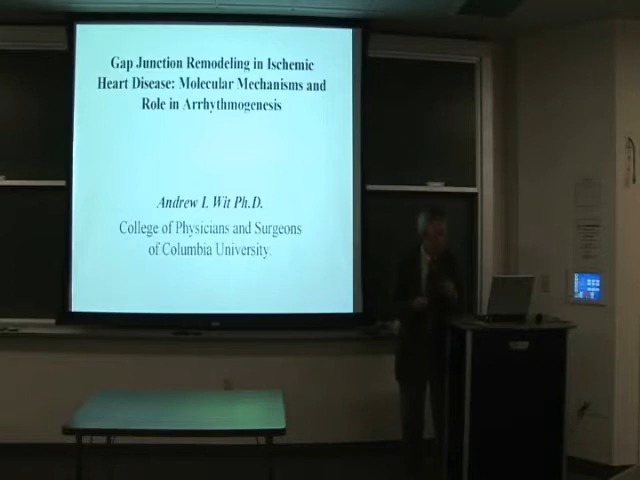 Gap Junction Remodeling in Ischemic
Heart Disease: Molecular Mechanisms and
Role in Arrhythmogenesis
Andrew I. Wit Ph.D.
College of Physicians and Surgeons
of Columbia University.